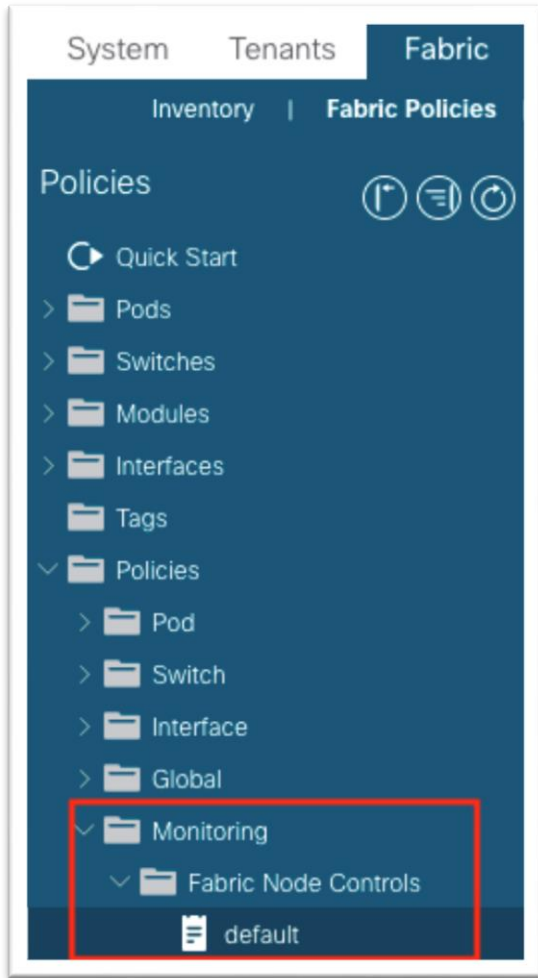 System Tenants Fabric
Inventory | Fabric Policies
Policies
Quick Start
Pods
Switches
Modules
Interfaces
Tags
Policies
Pod
Switch
Interface
Global
Monitoring
Fabric Node Controls
default